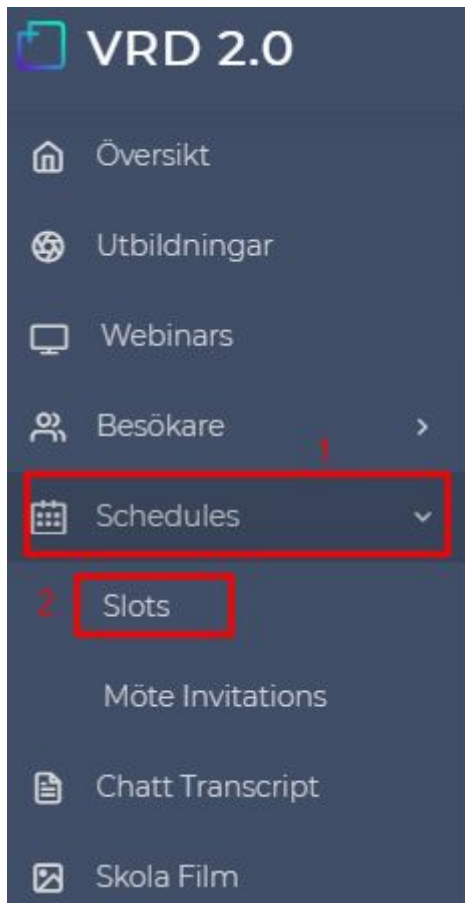 VRD 2.0
Översikt
Utbildningar
Webinars
Besökare
1
Schedules
2 Slots
Möte Invitations
Chatt Transcript
Skola Film